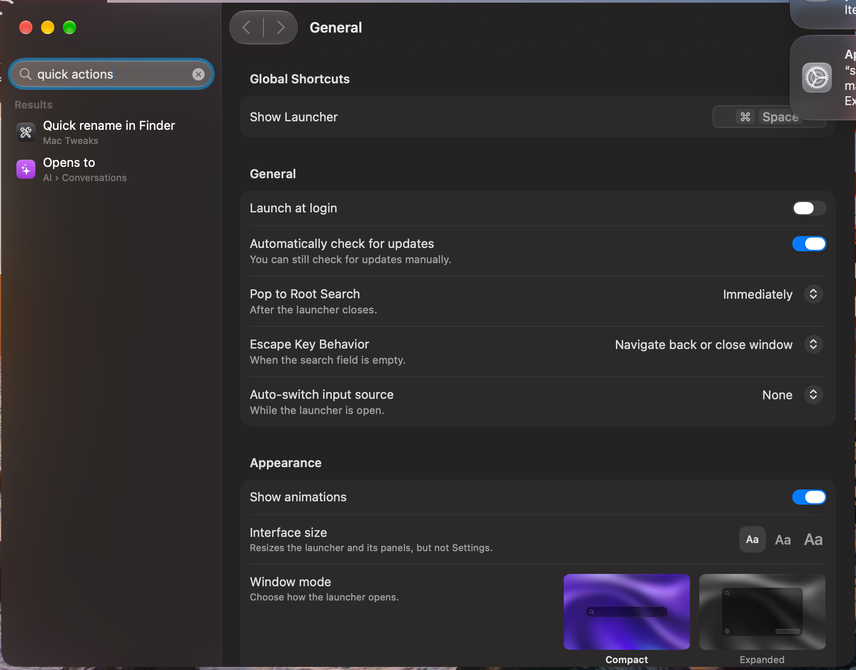 General
quick actions
Results
Quick rename in Finder
Mac Tweaks
Opens to
AI › Conversations
Global Shortcuts
Show Launcher
⌘ Space
General
Launch at login
Automatically check for updates
You can still check for updates manually.
Pop to Root Search
Immediately
After the launcher closes.
Escape Key Behavior
Navigate back or close window
When the search field is empty.
Auto-switch input source
None
While the launcher is open.
Appearance
Show animations
Interface size
Aa Aa Aa
Resizes the launcher and its panels, but not Settings.
Window mode
Choose how the launcher opens.
Compact
Expanded